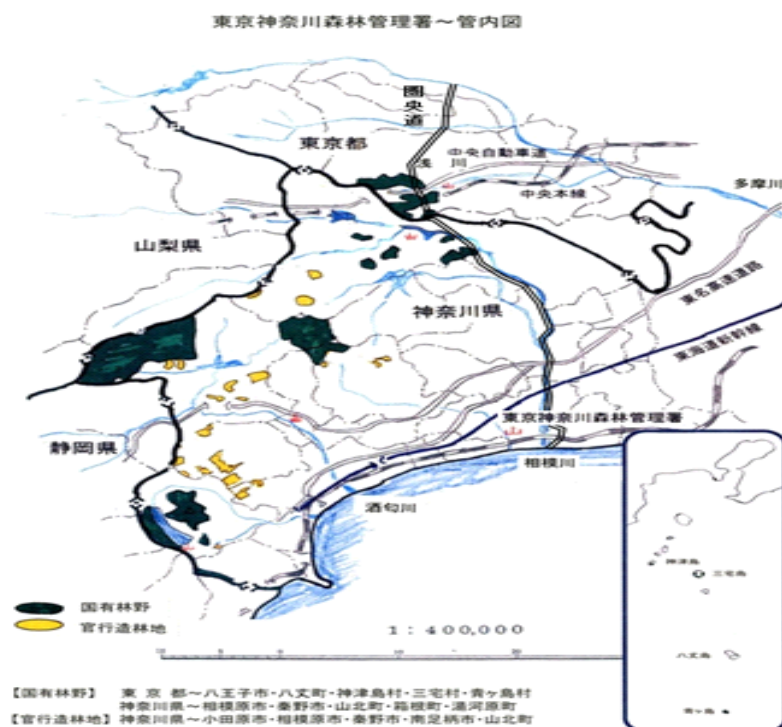 東京神奈川森林管理署～管内図
圏央道
東京都
浅川
中央自動車道
中央本線
多摩川
山梨県
神奈川県
東名高速道路
東海道新幹線
東京神奈川森林管理署
静岡県
相模川
酒匂川
神津島
三宅島
八丈島
青ヶ島
国有林野
官行造林地
1：400,000
【国有林野】 東京都～八王子市・八丈町・神津島村・三宅村・青ヶ島村
神奈川県～相模原市・秦野市・山北町・箱根町・湯河原町
【官行造林地】神奈川県～小田原市・相模原市・秦野市・南足柄市・山北町